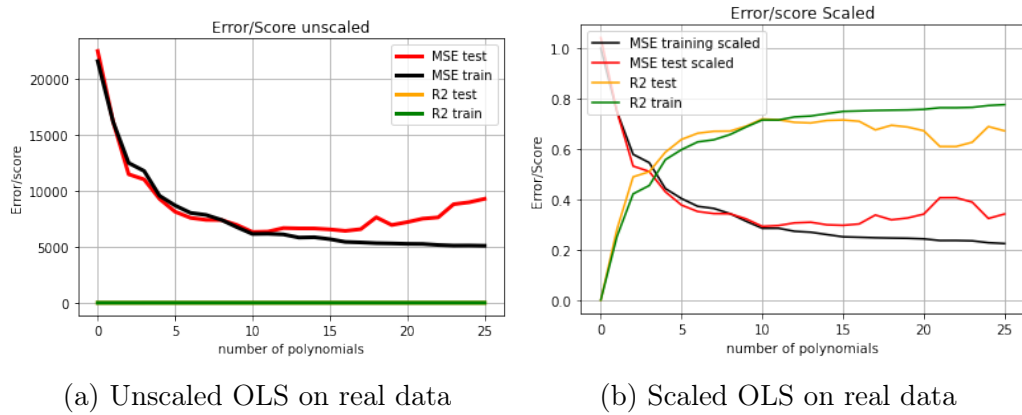 Error/Score unscaled
Error/score
20000
15000
10000
5000
0
MSE test
MSE train
R2 test
R2 train
0 5 10 15 20 25
number of polynomials
(a) Unscaled OLS on real data
Error/score Scaled
Error/Score
1.0
0.8
0.6
0.4
0.2
0.0
MSE training scaled
MSE test scaled
R2 test
R2 train
0 5 10 15 20 25
number of polynomials
(b) Scaled OLS on real data